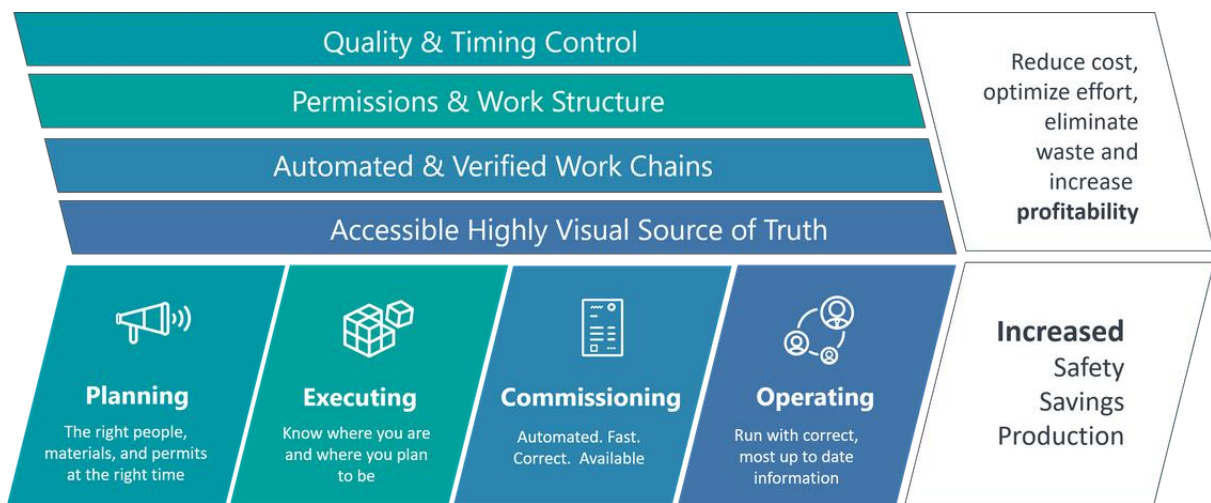 Quality & Timing Control
Permissions & Work Structure
Automated & Verified Work Chains
Accessible Highly Visual Source of Truth
Reduce cost,
optimize effort,
eliminate
waste and
increase
profitability
Planning
The right people,
materials, and permits
at the right time
Executing
Know where you are
and where you plan
to be
Commissioning
Automated. Fast.
Correct. Available
Operating
Run with correct,
most up to date
information
Increased
Safety
Savings
Production